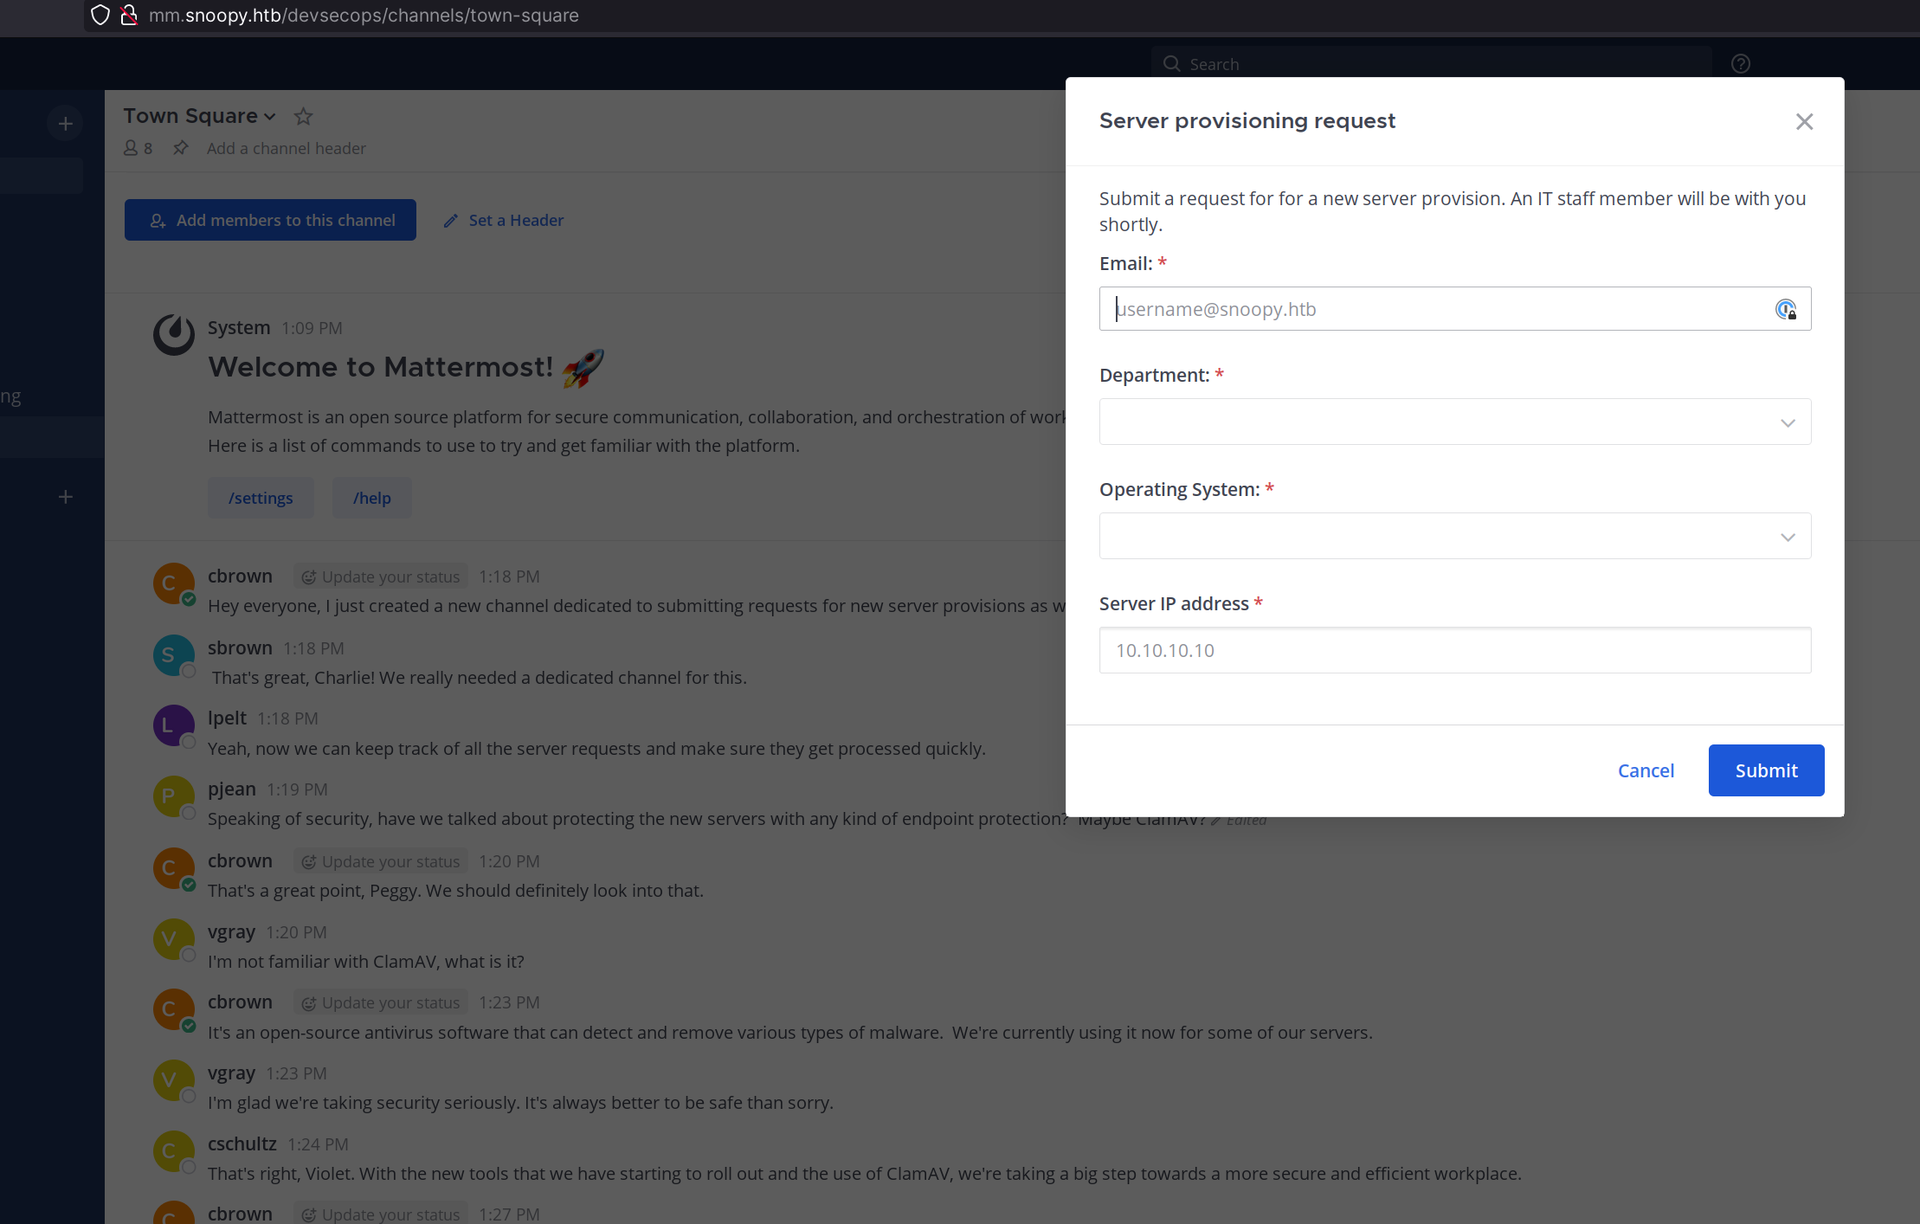 mm.snoopy.htb/devsecops/channels/town-square
Search
Town Square
8 Add a channel header
Add members to this channel Set a Header
System 1:09 PM
Welcome to Mattermost! 🚀
Mattermost is an open source platform for secure communication, collaboration, and orchestration of work
Here is a list of commands to use to try and get familiar with the platform.
/settings /help
ng
C cbrown Update your status 1:18 PM
Hey everyone, I just created a new channel dedicated to submitting requests for new server provisions as w
S sbrown 1:18 PM
That's great, Charlie! We really needed a dedicated channel for this.
L lpelt 1:18 PM
Yeah, now we can keep track of all the server requests and make sure they get processed quickly.
P pjean 1:19 PM
Speaking of security, have we talked about protecting the new servers with any kind of endpoint protection? Maybe ClamAV? Edited
C cbrown Update your status 1:20 PM
That's a great point, Peggy. We should definitely look into that.
V vgray 1:20 PM
I'm not familiar with ClamAV, what is it?
C cbrown Update your status 1:23 PM
It's an open-source antivirus software that can detect and remove various types of malware. We're currently using it now for some of our servers.
V vgray 1:23 PM
I'm glad we're taking security seriously. It's always better to be safe than sorry.
C cschultz 1:24 PM
That's right, Violet. With the new tools that we have starting to roll out and the use of ClamAV, we're taking a big step towards a more secure and efficient workplace.
C cbrown Update your status 1:27 PM
Server provisioning request
Submit a request for for a new server provision. An IT staff member will be with you
shortly.
Email: *
username@snoopy.htb
Department: *
Operating System: *
Server IP address *
10.10.10.10
Cancel Submit